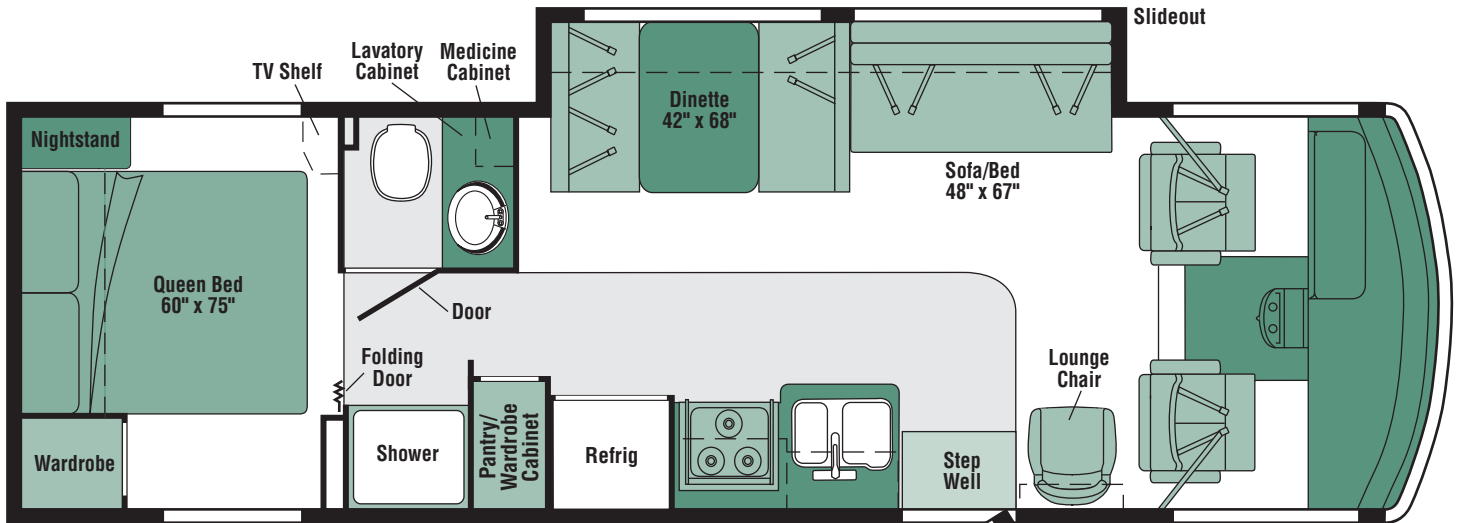 Slideout
Lavatory
Cabinet
Medicine
Cabinet
TV Shelf
Dinette
42" x 68"
Nightstand
Sofa/Bed
48" x 67"
Queen Bed
60" x 75"
Door
Folding
Door
Lounge
Chair
Wardrobe
Shower
Pantry/
Wardrobe
Cabinet
Refrig
Step
Well